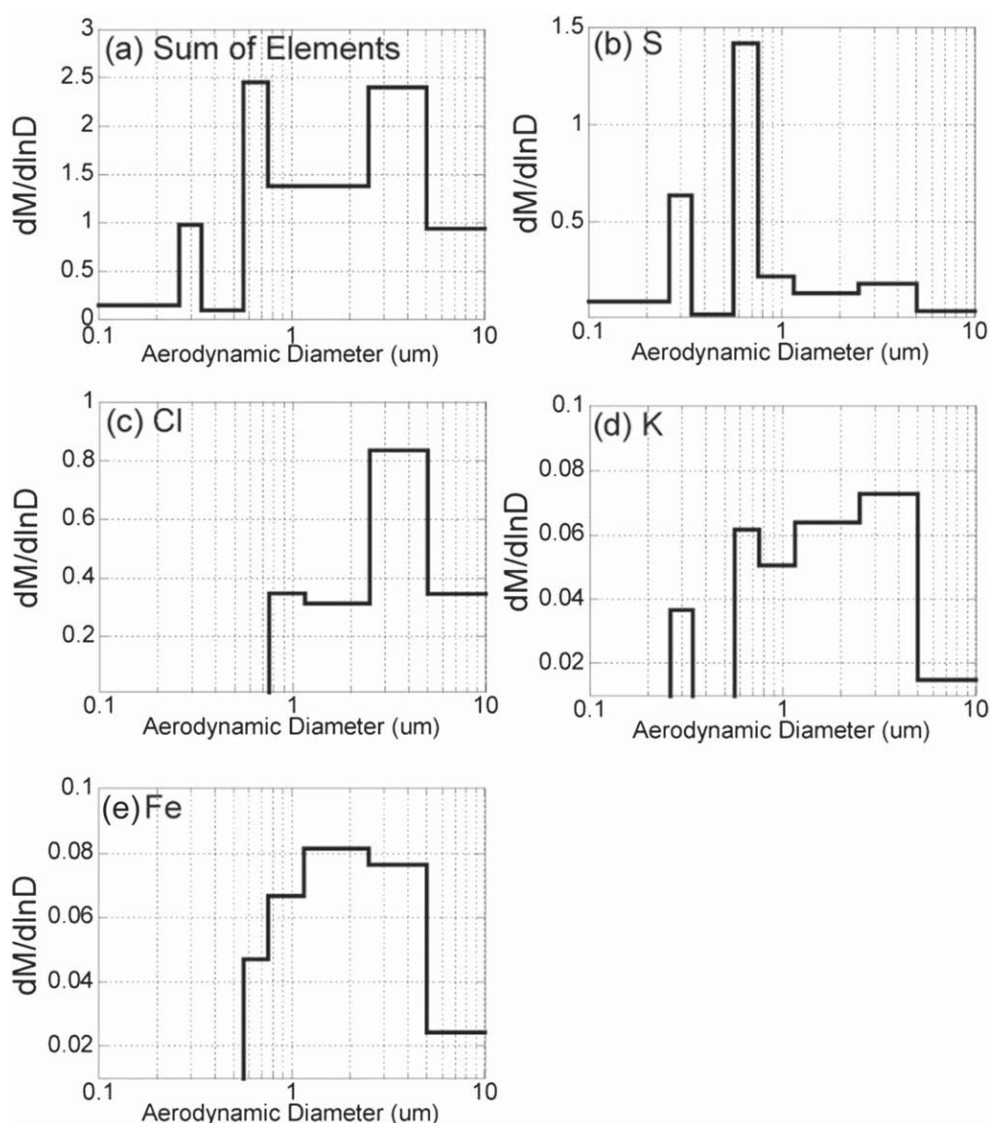 (a) Sum of Elements
3
2.5
2
1.5
1
0.5
0
dM/dlnD
0.1 1 10
Aerodynamic Diameter (um)
(b) S
1.5
1
0.5
dM/dlnD
0.1 1 10
Aerodynamic Diameter (um)
(c) Cl
1
0.8
0.6
0.4
0.2
dM/dlnD
0.1 1 10
Aerodynamic Diameter (um)
(d) K
0.1
0.08
0.06
0.04
0.02
dM/dlnD
0.1 1 10
Aerodynamic Diameter (um)
(e) Fe
0.1
0.08
0.06
0.04
0.02
dM/dlnD
0.1 1 10
Aerodynamic Diameter (um)